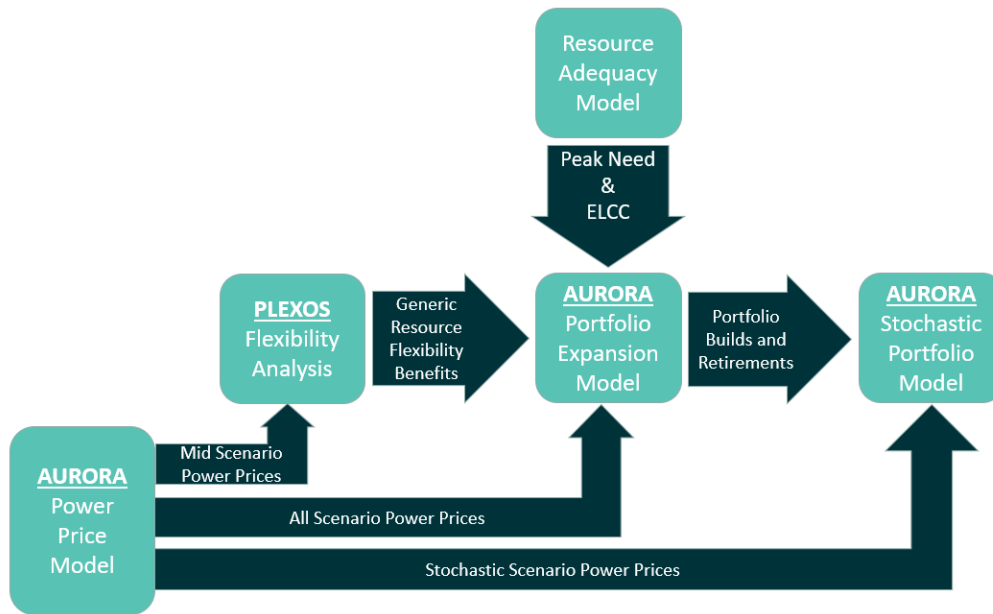 Resource
Adequacy
Model
Peak Need
&
ELCC
PLEXOS
Flexibility
Analysis
Generic
Resource
Flexibility
Benefits
AURORA
Portfolio
Expansion
Model
Portfolio
Builds and
Retirements
AURORA
Stochastic
Portfolio
Model
AURORA
Power
Price
Model
Mid Scenario
Power Prices
All Scenario Power Prices
Stochastic Scenario Power Prices